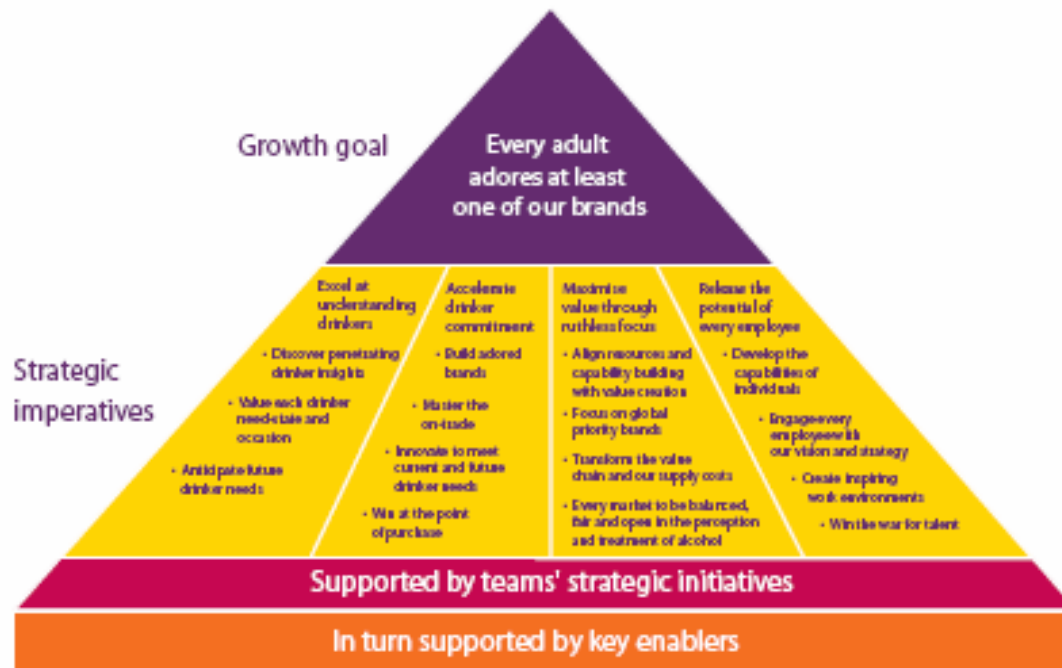 Growth goal
Every adult
adores at least
one of our brands
Strategic
imperatives
Excel at
understanding
drinkers
• Discover penetrating
drinker insights
• Value each drinker
need-state and
occasion
• Anticipate future
drinker needs
Accelerate
drinker
commitment
• Build adored
brands
• Master the
on-trade
• Innovate to meet
current and future
drinker needs
• Win at the point
of purchase
Maximise
value through
ruthless focus
• Align resources and
capability building
with value creation
• Focus on global
priority brands
• Transform the value
chain and our supply costs
• Every market to be balanced,
fair and open in the perception
and treatment of alcohol
Release the
potential of
every employee
• Develop the
capabilities of
individuals
• Engage every
employee with
our vision and strategy
• Create inspiring
work environments
• Win the war for talent
Supported by teams' strategic initiatives
In turn supported by key enablers